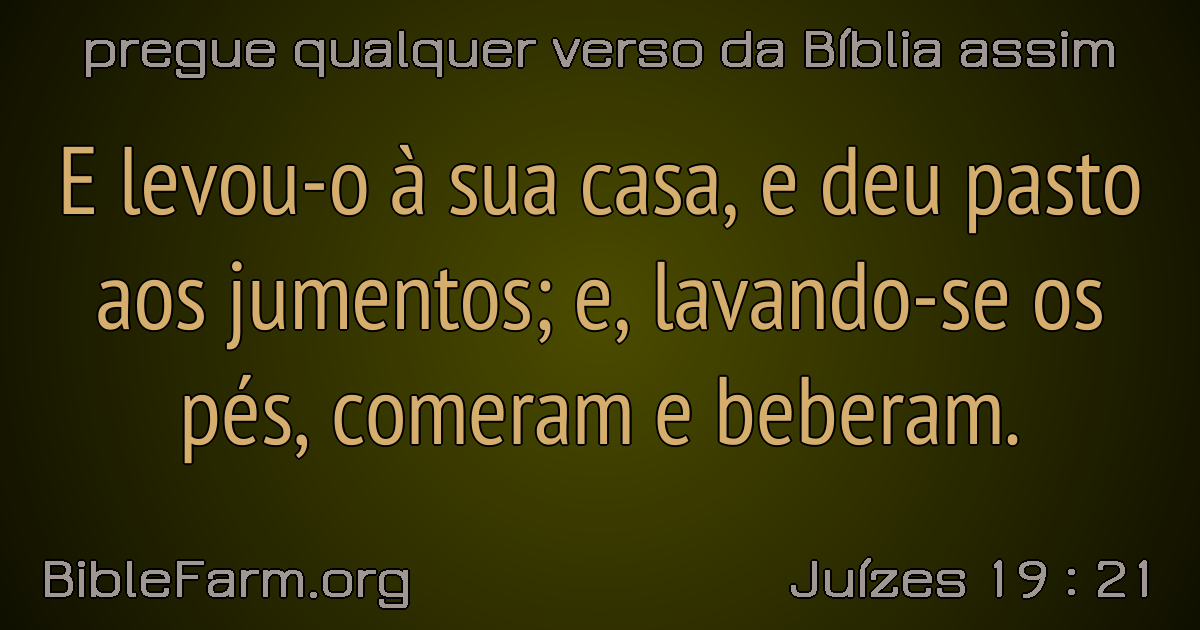 pregue qualquer verso da Bíblia assim
E levou-o à sua casa, e deu pasto
aos jumentos; e, lavando-se os
pés, comeram e beberam.
BibleFarm.org
Juízes 19 : 21